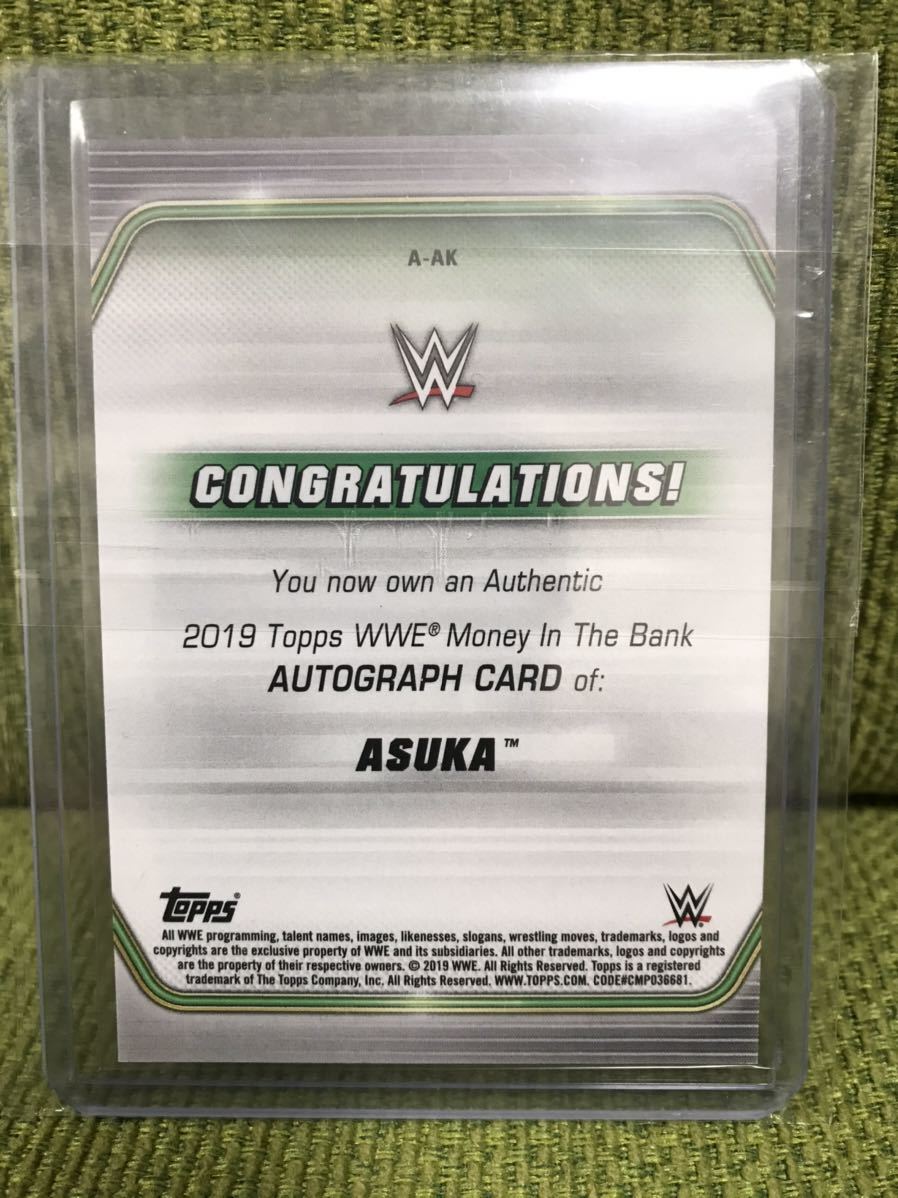 A-AK
W
CONGRATULATIONS!
You now own an Authentic
2019 Topps WWE® Money In The Bank
AUTOGRAPH CARD of:
ASUKA™
Topps®
W
All WWE programming, talent names, images, likenesses, slogans, wrestling moves, trademarks, logos and
copyrights are the exclusive property of WWE and its subsidiaries. All other trademarks, logos and copyrights
are the property of their respective owners. © 2019 WWE. All Rights Reserved. Topps is a registered
trademark of The Topps Company, Inc. All Rights Reserved. WWW.TOPPS.COM. CODE#CMP036681.